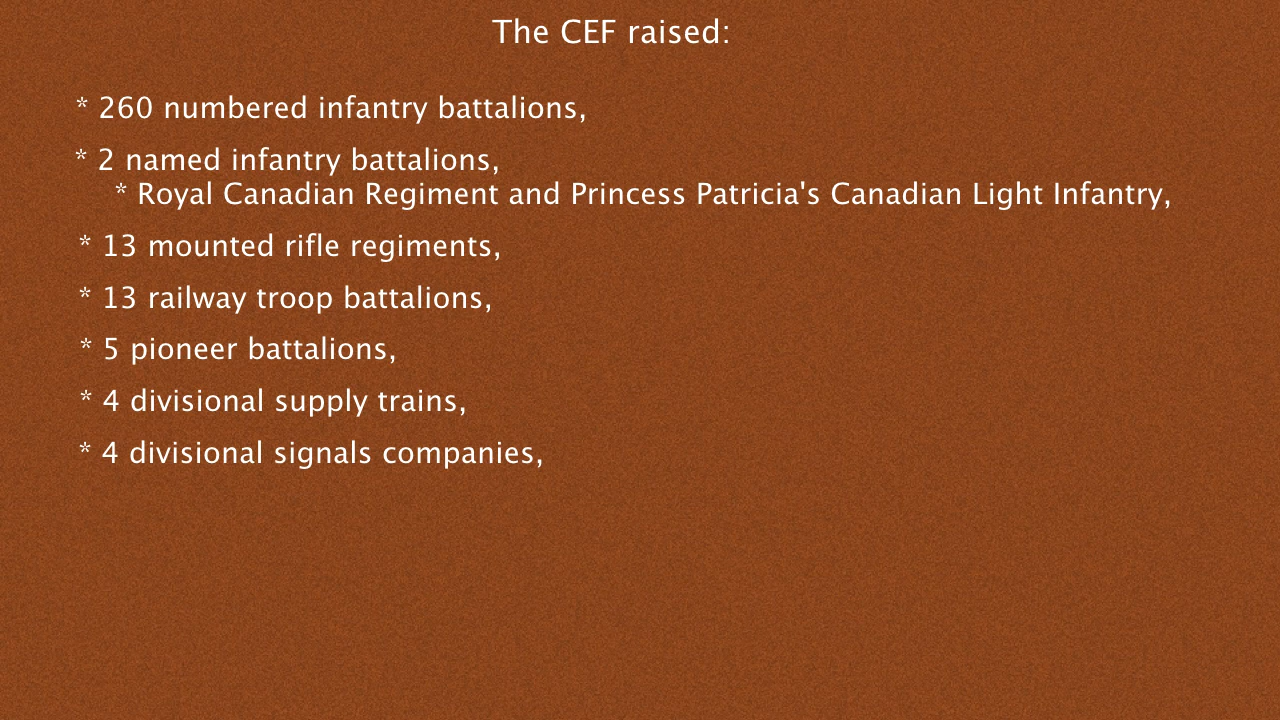 The CEF raised:
* 260 numbered infantry battalions,
* 2 named infantry battalions,
* Royal Canadian Regiment and Princess Patricia's Canadian Light Infantry,
* 13 mounted rifle regiments,
* 13 railway troop battalions,
* 5 pioneer battalions,
* 4 divisional supply trains,
* 4 divisional signals companies,